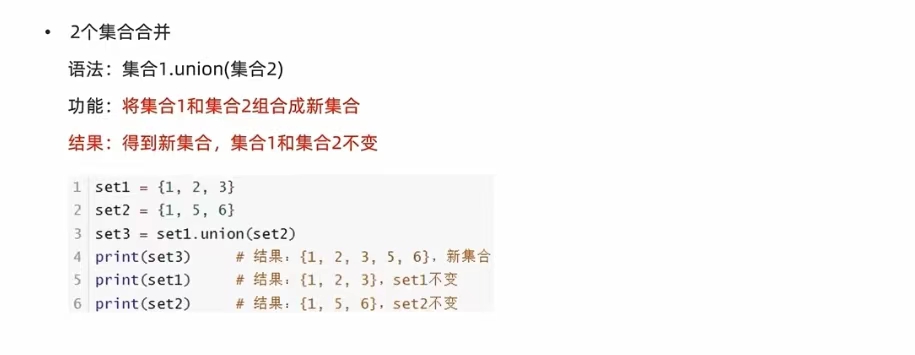 • 2个集合合并
语法：集合1.union(集合2)
功能：将集合1和集合2组合成新集合
结果：得到新集合，集合1和集合2不变
1 set1 = {1, 2, 3}
2 set2 = {1, 5, 6}
3 set3 = set1.union(set2)
4 print(set3) # 结果：{1, 2, 3, 5, 6}，新集合
5 print(set1) # 结果：{1, 2, 3}，set1不变
6 print(set2) # 结果：{1, 5, 6}，set2不变